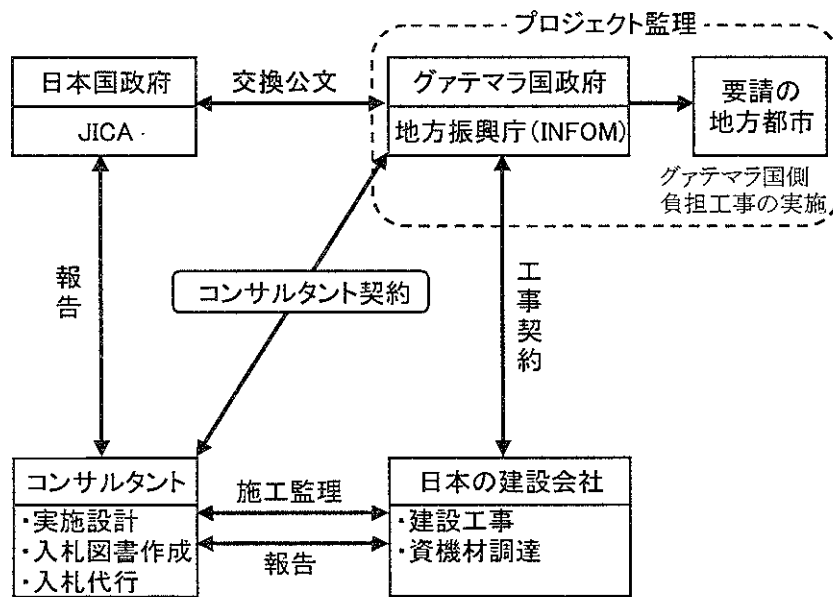 プロジェクト監理
日本国政府
JICA
交換公文
グァテマラ国政府
地方振興庁(INFOM)
要請の
地方都市
グァテマラ国側
負担工事の実施
報告
コンサルタント契約
工事契約
コンサルタント
・実施設計
・入札図書作成
・入札代行
施工監理
報告
日本の建設会社
・建設工事
・資機材調達